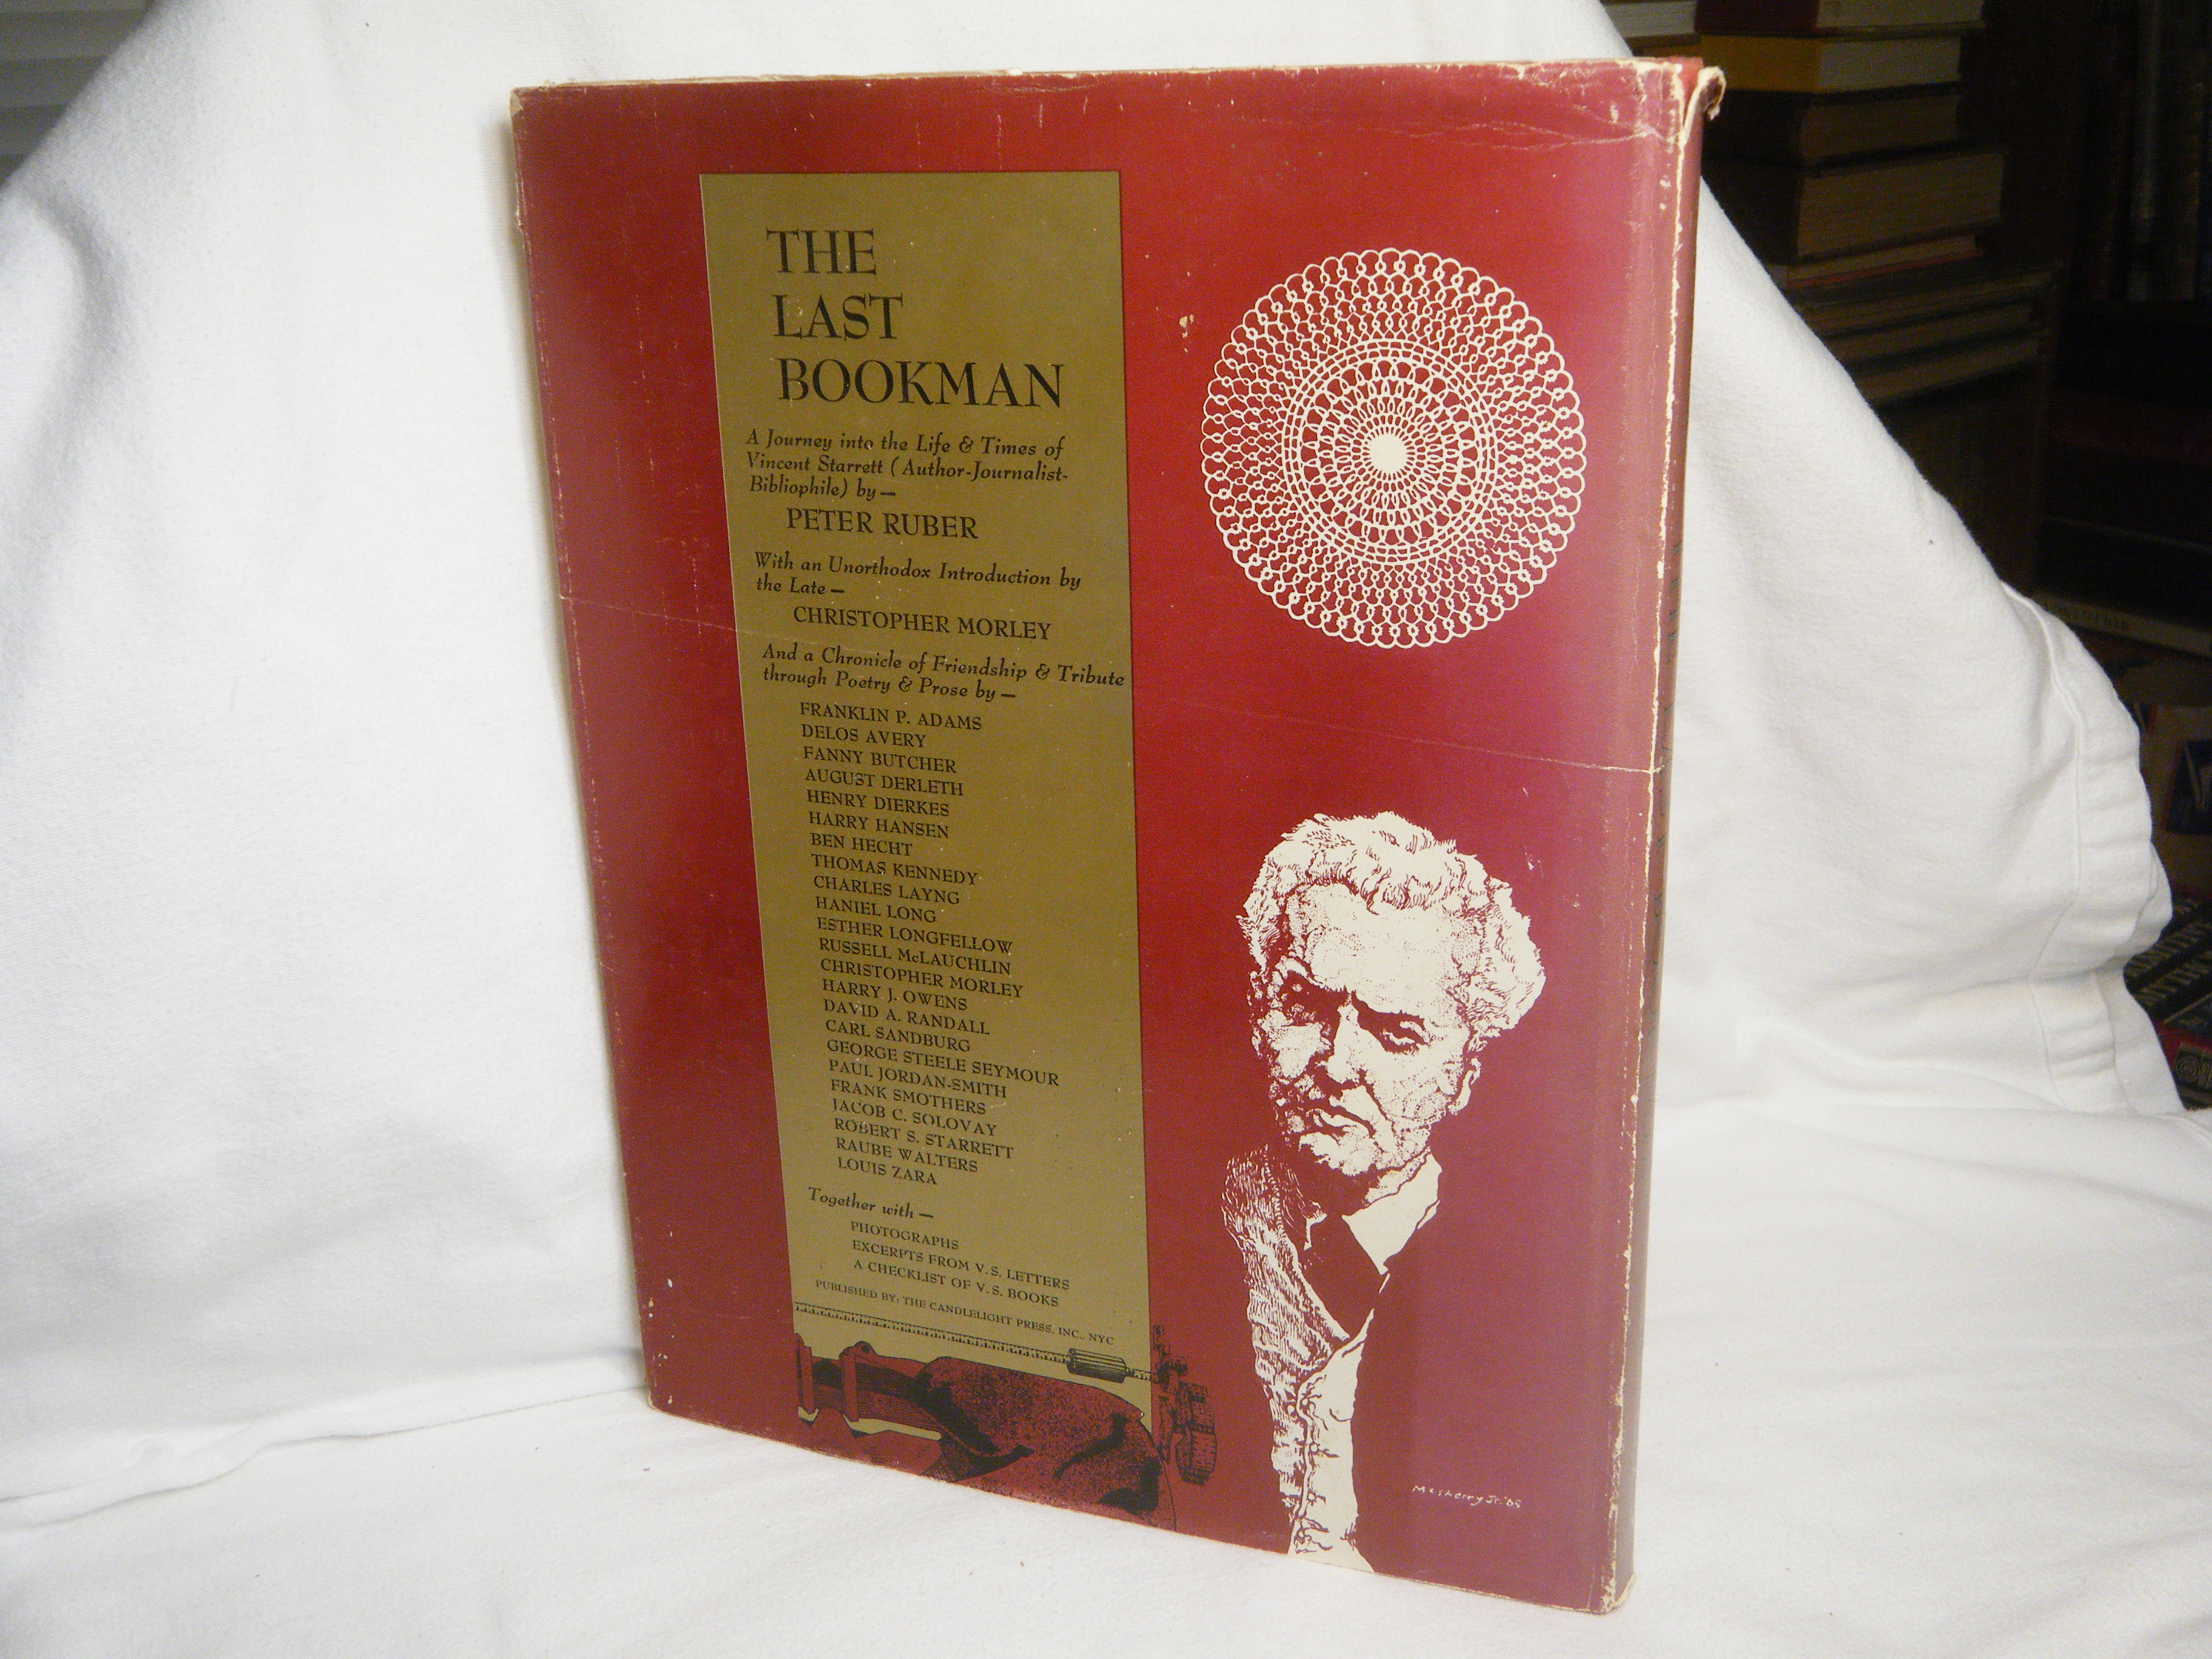 THE
LAST
BOOKMAN
A Journey into the Life & Times of
Vincent Starrett (Author-Journalist-
Bibliophile) by—
PETER RUBER
With an Unorthodox Introduction by
the Late—
CHRISTOPHER MORLEY
And a Chronicle of Friendship & Tribute
through Poetry & Prose by—
FRANKLIN P. ADAMS
DELOS AVERY
FANNY BUTCHER
AUGUST DERLETH
HENRY DIERKES
HARRY HANSEN
BEN HECHT
THOMAS KENNEDY
CHARLES LAYNG
HANIEL LONG
ESTHER LONGFELLOW
RUSSELL McLAUCHLIN
CHRISTOPHER MORLEY
HARRY J. OWENS
DAVID A. RANDALL
CARL SANDBURG
GEORGE STEELE SEYMOUR
PAUL JORDAN-SMITH
FRANK SMOTHERS
JACOB C. SOLOVAY
ROBERT S. STARRETT
RAUBE WALTERS
LOUIS ZARA
Together with—
PHOTOGRAPHS
EXCERPTS FROM V.S. LETTERS
A CHECKLIST OF V.S. BOOKS
PUBLISHED BY: THE CANDLELIGHT PRESS, INC., NYC
McSherry Jr. '65